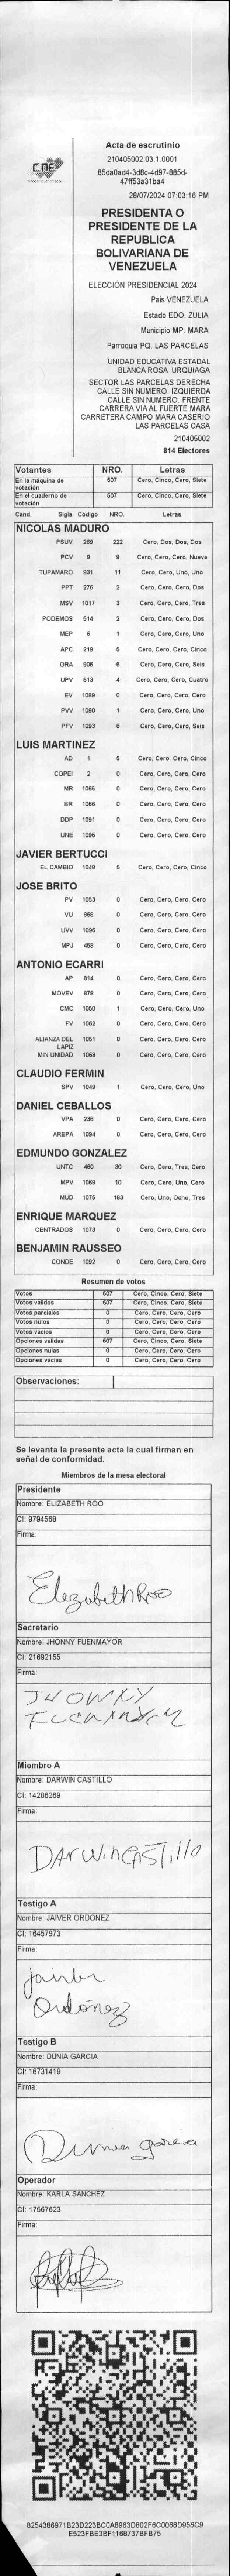 CNE
Acta de escrutinio
210405002.03.1.0001
85da0ad4-3d8c-4d97-885d-
47ff53a31ba4
28/07/2024 07:03:16 PM
PRESIDENTA O
PRESIDENTE DE LA
REPUBLICA
BOLIVARIANA DE
VENEZUELA
ELECCIÓN PRESIDENCIAL 2024
Pais VENEZUELA
Estado EDO. ZULIA
Municipio MP. MARA
Parroquia PQ. LAS PARCELAS
UNIDAD EDUCATIVA ESTADAL
BLANCA ROSA URQUIAGA
SECTOR LAS PARCELAS DERECHA
CALLE SIN NUMERO. IZQUIERDA
CALLE SIN NUMERO. FRENTE
CARRERA VIA AL FUERTE MARA
CARRETERA CAMPO MARA CASERIO
LAS PARCELAS CASA
210405002
814 Electores
Votantes NRO. Letras
En la máquina de votación 507 Cero, Cinco, Cero, Siete
En el cuaderno de votación 507 Cero, Cinco, Cero, Siete
Cand. Sigla Código NRO. Letras
NICOLAS MADURO
PSUV 269 222 Cero, Dos, Dos, Dos
PCV 9 9 Cero, Cero, Cero, Nueve
TUPAMARO 931 11 Cero, Cero, Uno, Uno
PPT 276 2 Cero, Cero, Cero, Dos
MSV 1017 3 Cero, Cero, Cero, Tres
PODEMOS 514 2 Cero, Cero, Cero, Dos
MEP 6 1 Cero, Cero, Cero, Uno
APC 219 5 Cero, Cero, Cero, Cinco
ORA 906 6 Cero, Cero, Cero, Seis
UPV 513 4 Cero, Cero, Cero, Cuatro
EV 1089 0 Cero, Cero, Cero, Cero
PVV 1090 1 Cero, Cero, Cero, Uno
PFV 1093 6 Cero, Cero, Cero, Seis
LUIS MARTINEZ
AD 1 5 Cero, Cero, Cero, Cinco
COPEI 2 0 Cero, Cero, Cero, Cero
MR 1065 0 Cero, Cero, Cero, Cero
BR 1066 0 Cero, Cero, Cero, Cero
DDP 1091 0 Cero, Cero, Cero, Cero
UNE 1095 0 Cero, Cero, Cero, Cero
JAVIER BERTUCCI
EL CAMBIO 1048 5 Cero, Cero, Cero, Cinco
JOSE BRITO
PV 1053 0 Cero, Cero, Cero, Cero
VU 868 0 Cero, Cero, Cero, Cero
UVV 1096 0 Cero, Cero, Cero, Cero
MPJ 458 0 Cero, Cero, Cero, Cero
ANTONIO ECARRI
AP 914 0 Cero, Cero, Cero, Cero
MOVEV 879 0 Cero, Cero, Cero, Cero
CMC 1050 1 Cero, Cero, Cero, Uno
FV 1062 0 Cero, Cero, Cero, Cero
ALIANZA DEL LAPIZ 1051 0 Cero, Cero, Cero, Cero
MIN UNIDAD 1068 0 Cero, Cero, Cero, Cero
CLAUDIO FERMIN
SPV 1049 1 Cero, Cero, Cero, Uno
DANIEL CEBALLOS
VPA 236 0 Cero, Cero, Cero, Cero
AREPA 1094 0 Cero, Cero, Cero, Cero
EDMUNDO GONZALEZ
UNTC 460 30 Cero, Cero, Tres, Cero
MPV 1069 10 Cero, Cero, Uno, Cero
MUD 1076 183 Cero, Uno, Ocho, Tres
ENRIQUE MARQUEZ
CENTRADOS 1073 0 Cero, Cero, Cero, Cero
BENJAMIN RAUSSEO
CONDE 1092 0 Cero, Cero, Cero, Cero
Resumen de votos
Votos 507 Cero, Cinco, Cero, Siete
Votos validos 507 Cero, Cinco, Cero, Siete
Votos parciales 0 Cero, Cero, Cero, Cero
Votos nulos 0 Cero, Cero, Cero, Cero
Votos vacios 0 Cero, Cero, Cero, Cero
Opciones validas 507 Cero, Cinco, Cero, Siete
Opciones nulas 0 Cero, Cero, Cero, Cero
Opciones vacias 0 Cero, Cero, Cero, Cero
Observaciones:
Se levanta la presente acta la cual firman en
señal de conformidad.
Miembros de la mesa electoral
Presidente
Nombre: ELIZABETH ROO
CI: 9794568
Firma:
Elizabeth Roo
Secretario
Nombre: JHONNY FUENMAYOR
CI: 21692155
Firma:
Miembro A
Nombre: DARWIN CASTILLO
CI: 14206269
Firma:
DArWinCASTillo
Testigo A
Nombre: JAIVER ORDOÑEZ
CI: 16457973
Firma:
Jaiver
Ordóñez
Testigo B
Nombre: DUNIA GARCIA
CI: 16731419
Firma:
Dunia garcia
Operador
Nombre: KARLA SANCHEZ
CI: 17567623
Firma:
8254386971B23D223BC0A8963D802F6C0068D956C9
E523FBE3BF1168737BFB75